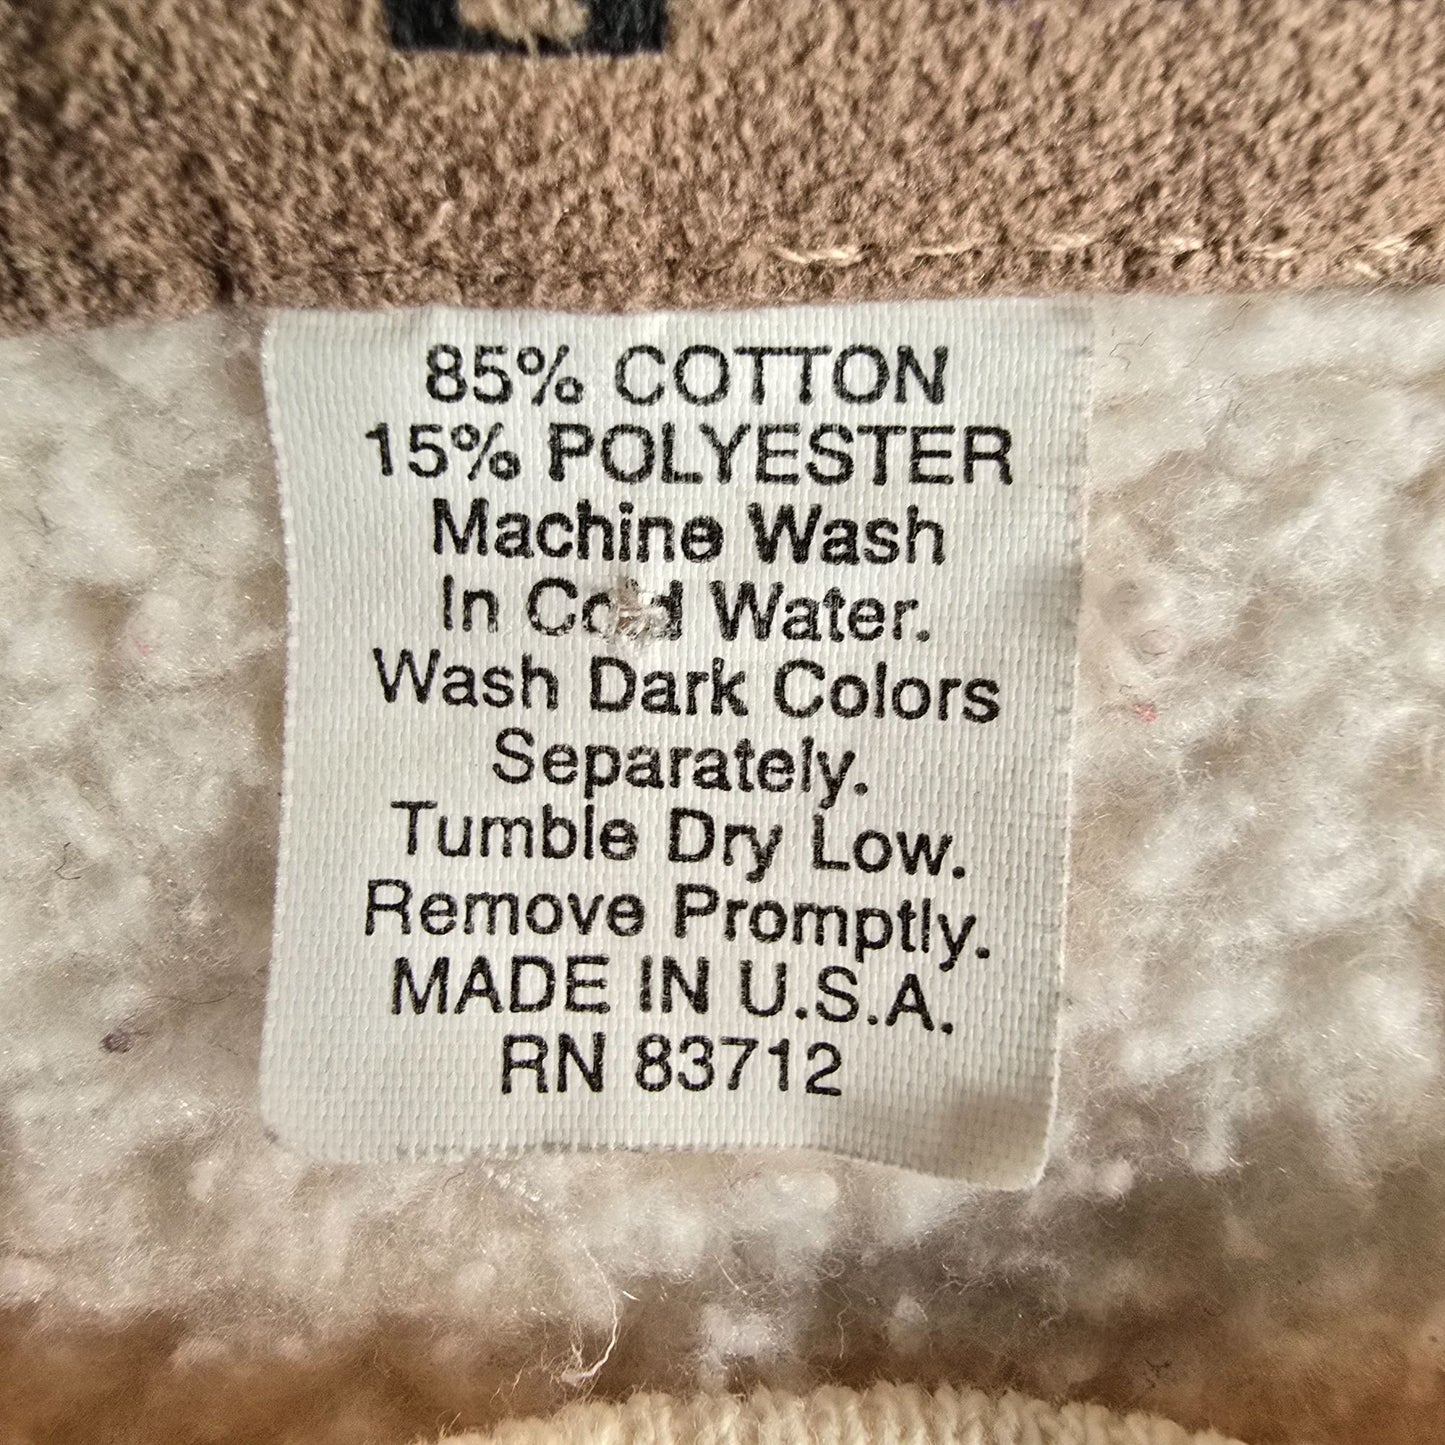 85% COTTON
15% POLYESTER
Machine Wash
In Cold Water.
Wash Dark Colors
Separately.
Tumble Dry Low.
Remove Promptly.
MADE IN U.S.A.
RN 83712